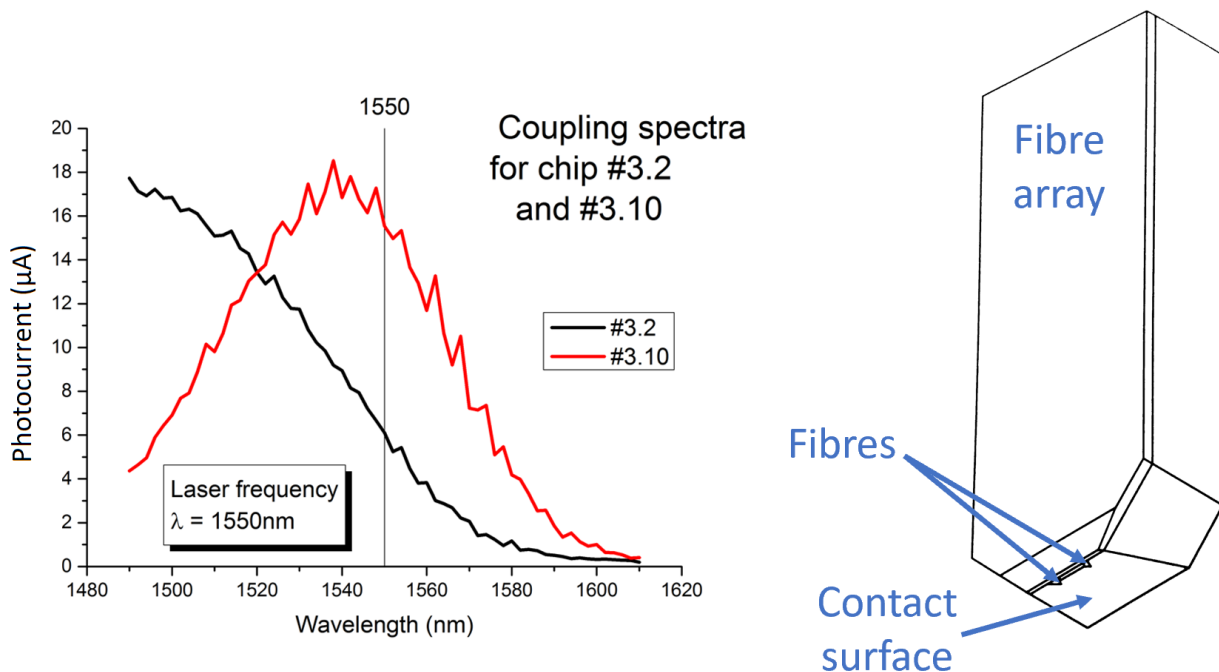 1550
Coupling spectra
for chip #3.2
and #3.10
20
18
16
14
12
10
8
6
4
2
0
Photocurrent (µA)
#3.2
#3.10
Laser frequency
λ = 1550nm
1480
1500
1520
1540
1560
1580
1600
1620
Wavelength (nm)
Fibre
array
Fibres
Contact
surface